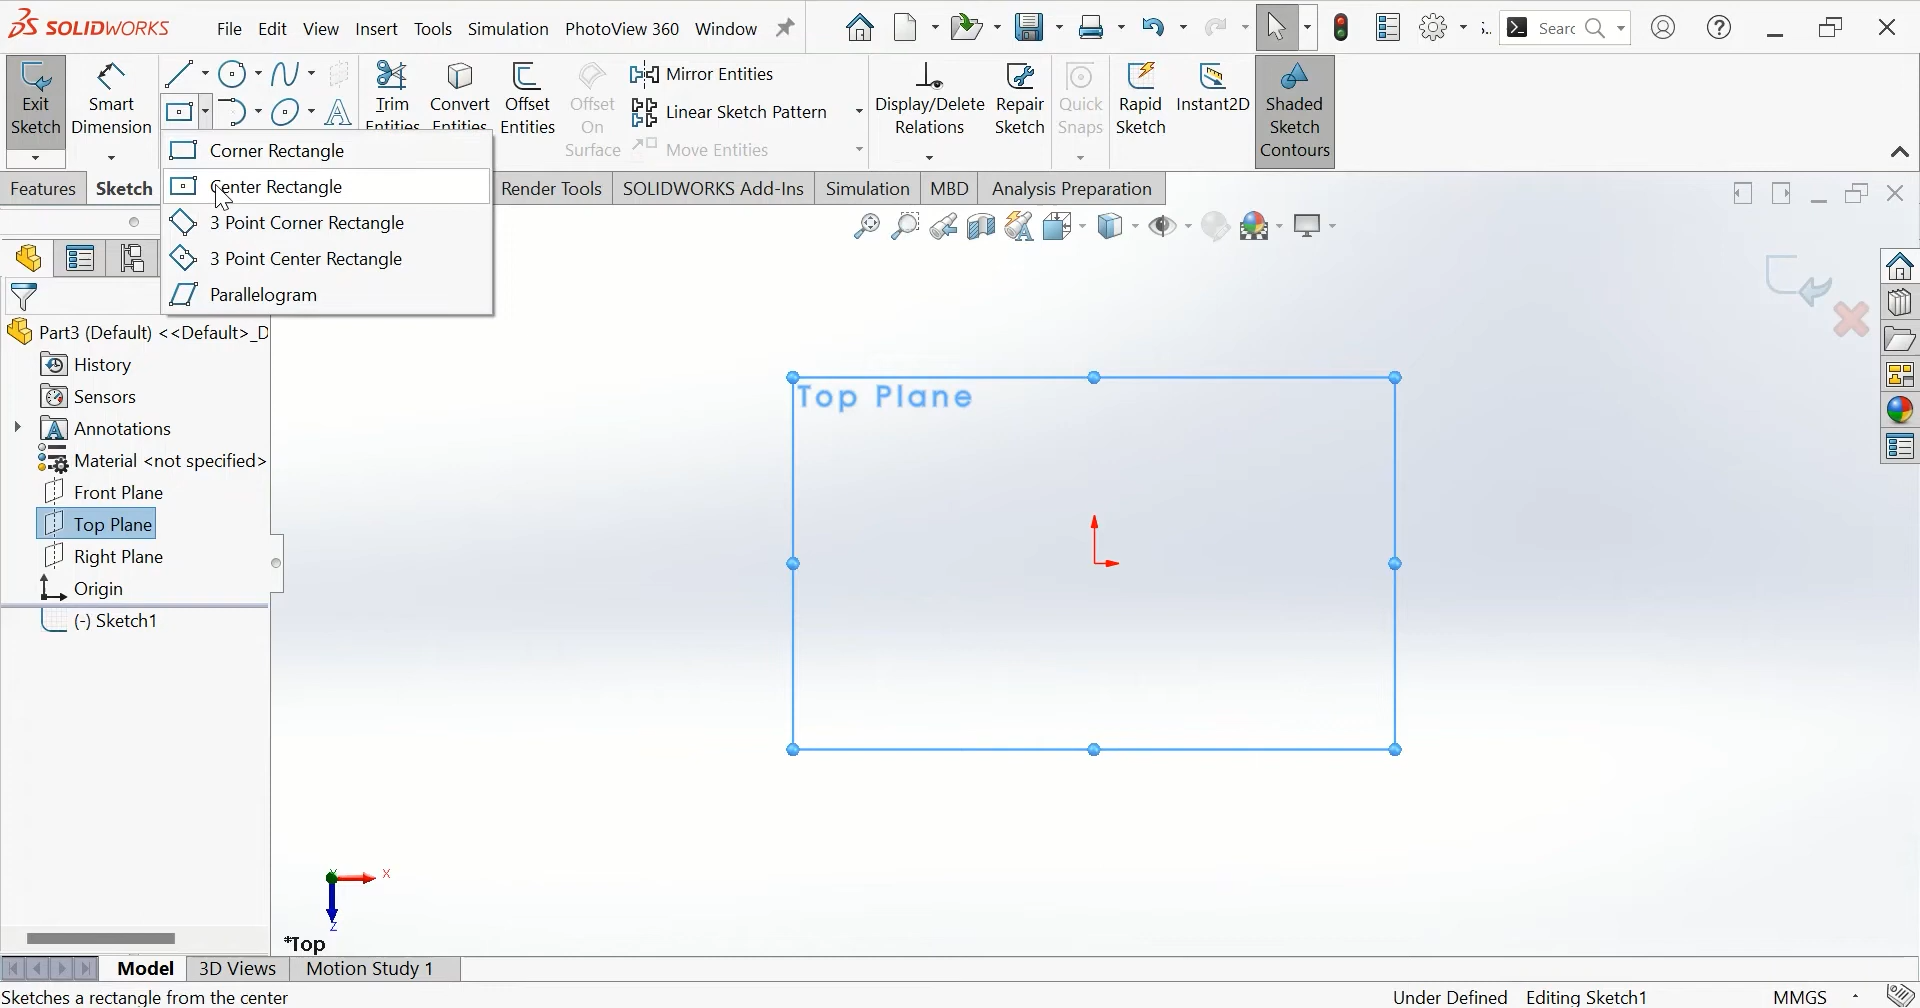 SOLIDWORKS File Edit View Insert Tools Simulation PhotoView 360 Window Searc
Exit Sketch
Smart Dimension
Trim Entities
Convert Entities
Offset Entities
Offset On Surface
Mirror Entities
Linear Sketch Pattern
Move Entities
Display/Delete Relations
Repair Sketch
Quick Snaps
Rapid Sketch
Instant2D
Shaded Sketch Contours
Corner Rectangle
Center Rectangle
3 Point Corner Rectangle
3 Point Center Rectangle
Parallelogram
Features Sketch Render Tools SOLIDWORKS Add-Ins Simulation MBD Analysis Preparation
Part3 (Default) <<Default>_D
History
Sensors
Annotations
Material <not specified>
Front Plane
Top Plane
Right Plane
Origin
(-) Sketch1
Top Plane
X
Y
Z
*Top
Model 3D Views Motion Study 1
Sketches a rectangle from the center Under Defined Editing Sketch1 MMGS